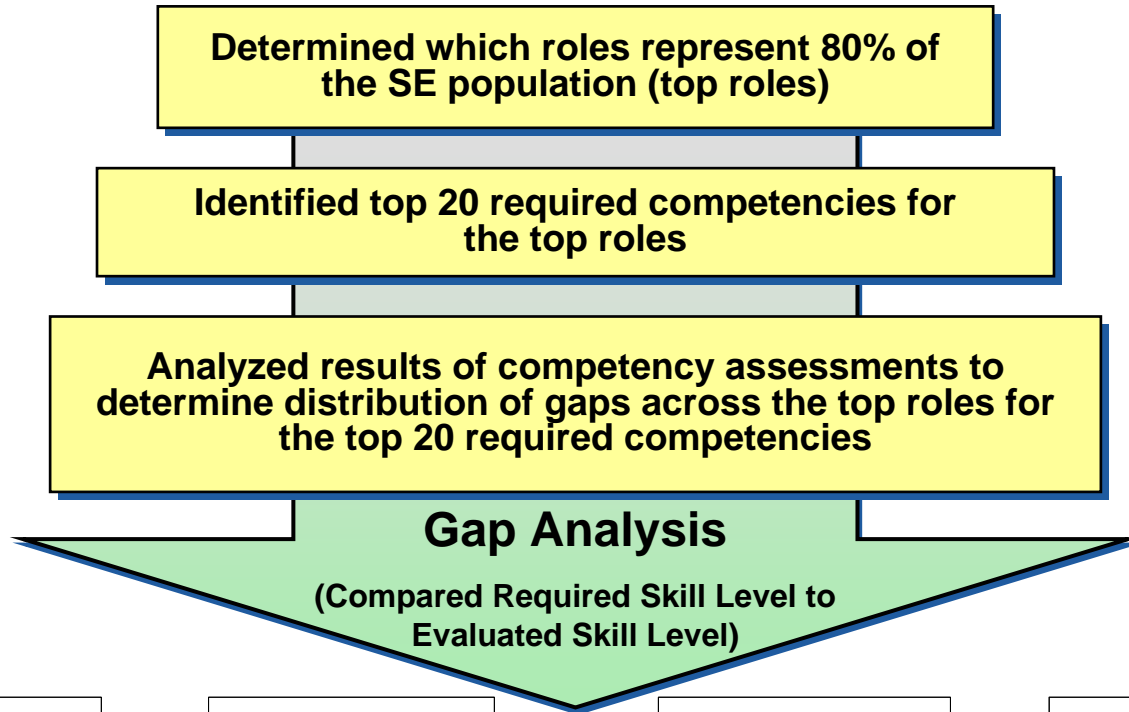 Determined which roles represent 80% of
the SE population (top roles)
Identified top 20 required competencies for
the top roles
Analyzed results of competency assessments to
determine distribution of gaps across the top roles for
the top 20 required competencies
Gap Analysis
(Compared Required Skill Level to
Evaluated Skill Level)